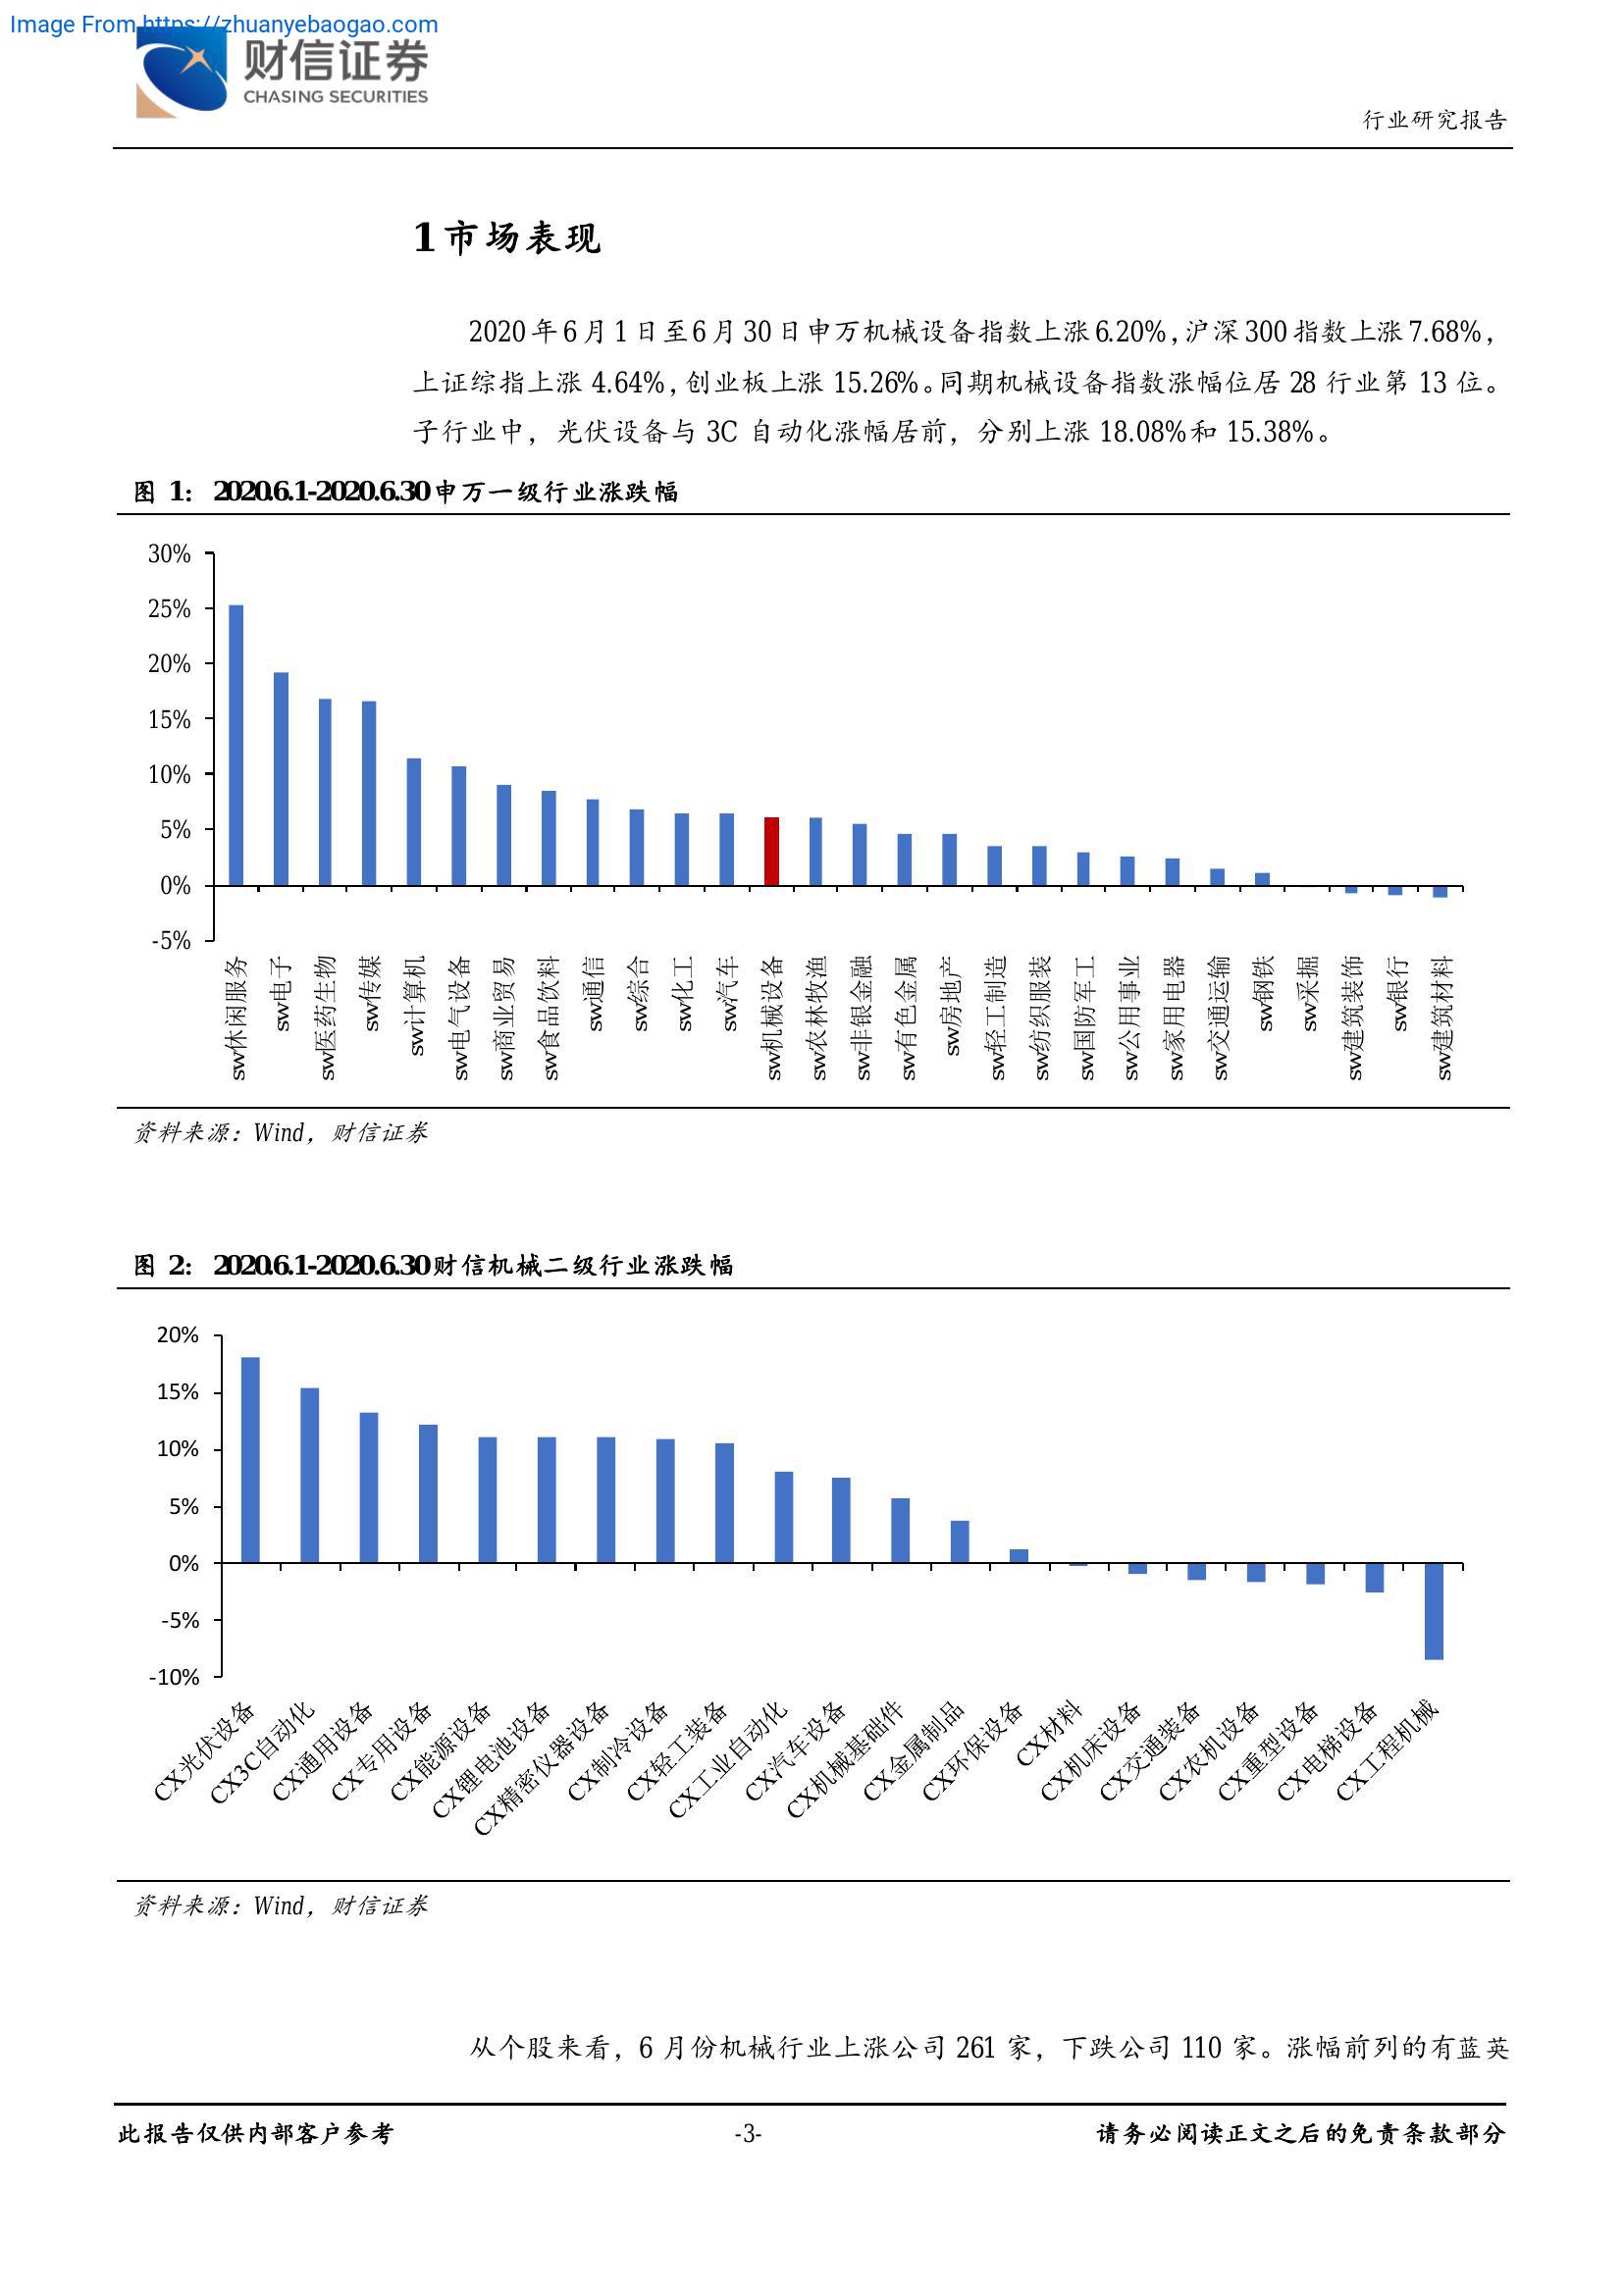 Image From https://zhuanyebaogao.com
财信证券
CHASING SECURITIES
行业研究报告
1 市场表现
2020 年 6 月 1 日至 6 月 30 日申万机械设备指数上涨 6.20%，沪深 300 指数上涨 7.68%，
上证综指上涨 4.64%，创业板上涨 15.26%。同期机械设备指数涨幅位居 28 行业第 13 位。
子行业中，光伏设备与 3C 自动化涨幅居前，分别上涨 18.08%和 15.38%。
图 1： 2020.6.1-2020.6.30 申万一级行业涨跌幅
30%
25%
20%
15%
10%
5%
0%
-5%
sw休闲服务
sw电子
sw医药生物
sw传媒
sw计算机
sw电气设备
sw商业贸易
sw食品饮料
sw通信
sw综合
sw化工
sw汽车
sw机械设备
sw农林牧渔
sw非银金融
sw有色金属
sw房地产
sw轻工制造
sw纺织服装
sw国防军工
sw公用事业
sw家用电器
sw交通运输
sw钢铁
sw采掘
sw建筑装饰
sw银行
sw建筑材料
资料来源：Wind，财信证券
图 2： 2020.6.1-2020.6.30 财信机械二级行业涨跌幅
20%
15%
10%
5%
0%
-5%
-10%
CX光伏设备
CX3C自动化
CX通用设备
CX专用设备
CX能源设备
CX锂电池设备
CX精密仪器设备
CX制冷设备
CX轻工装备
CX工业自动化
CX汽车设备
CX机械基础件
CX金属制品
CX环保设备
CX材料
CX机床设备
CX交通装备
CX农机设备
CX重型设备
CX电梯设备
CX工程机械
资料来源：Wind，财信证券
从个股来看，6 月份机械行业上涨公司 261 家，下跌公司 110 家。涨幅前列的有蓝英
此报告仅供内部客户参考
-3-
请务必阅读正文之后的免责条款部分